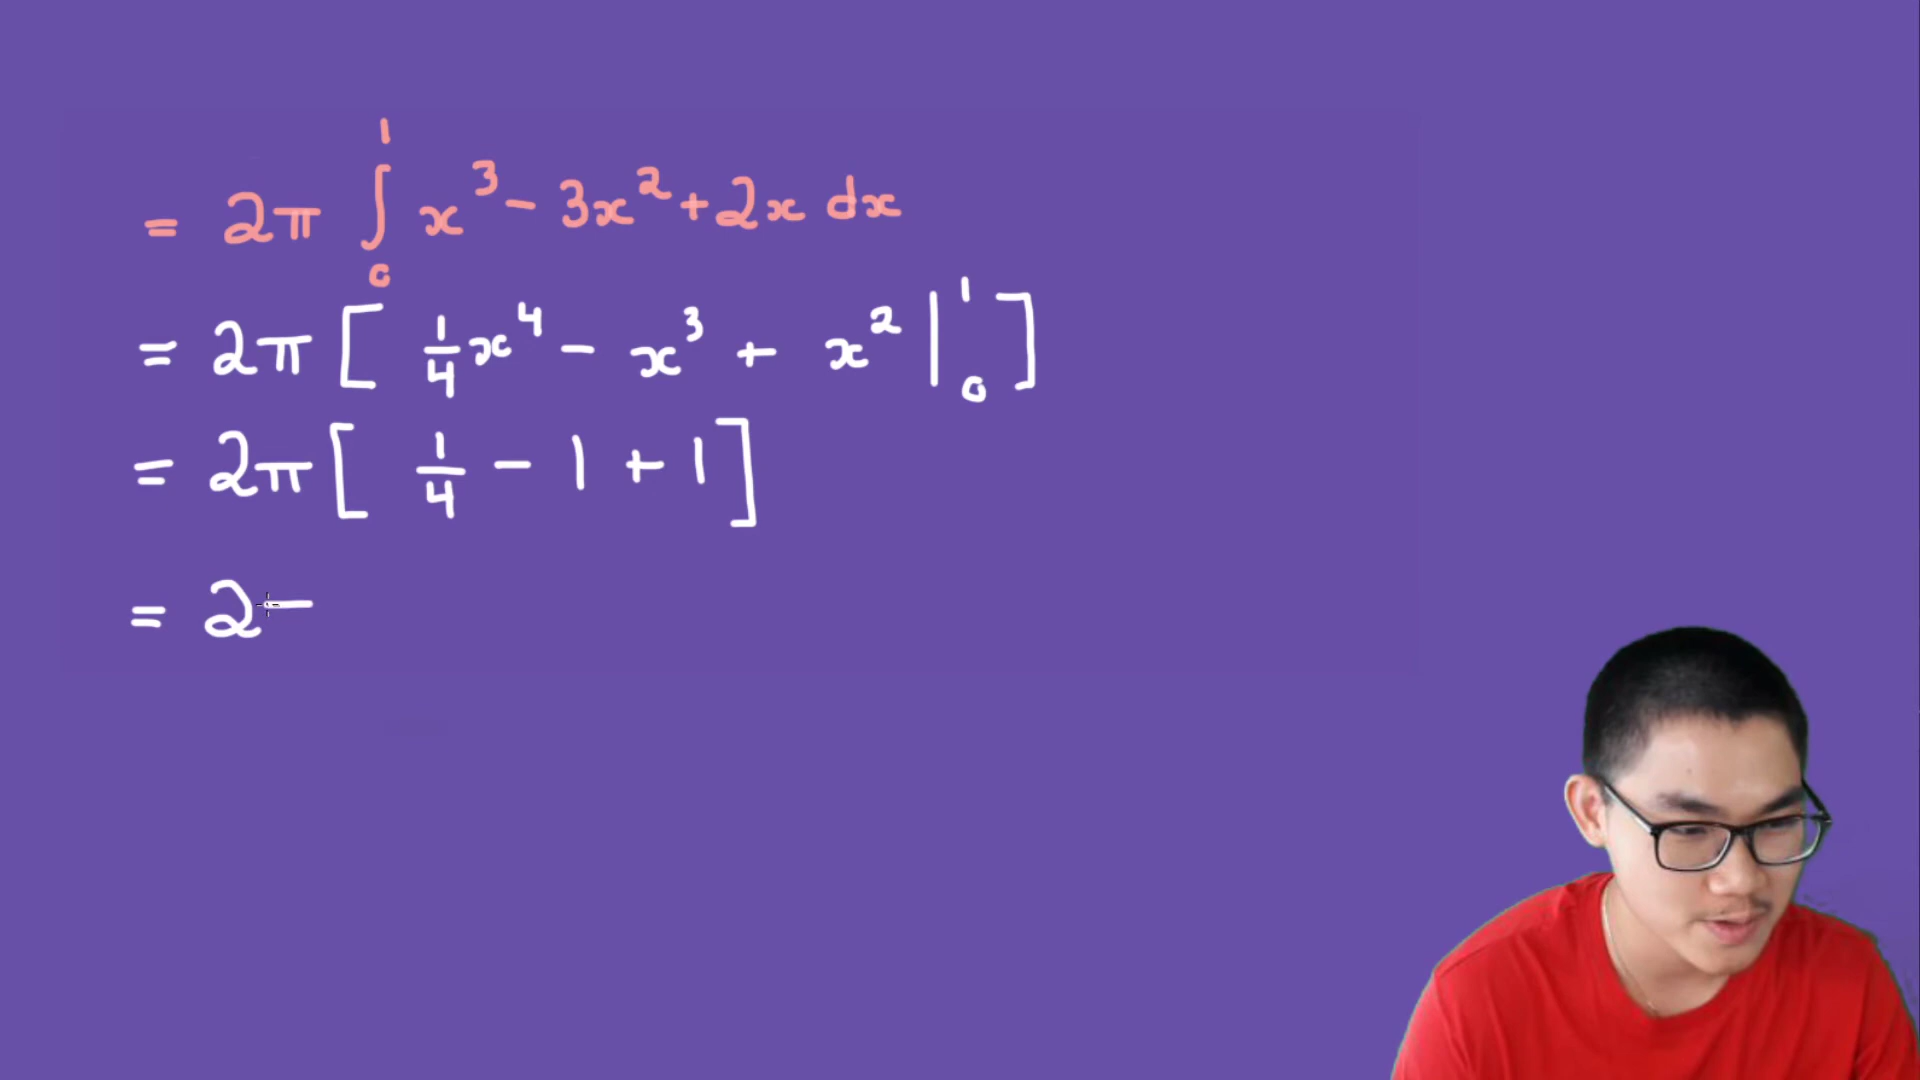 = 2π ∫₀¹ x³ - 3x² + 2x dx
= 2π [ ¼x⁴ - x³ + x² |₀¹ ]
= 2π [ ¼ - 1 + 1 ]
= 2